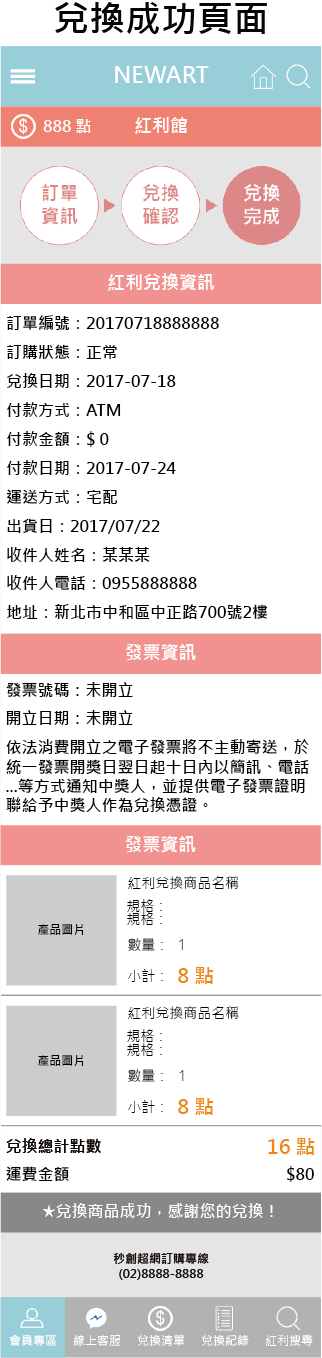 兌換成功頁面
NEWART
888 點
紅利館
訂單
資訊
兌換
確認
兌換
完成
紅利兌換資訊
訂單編號：20170718888888
訂購狀態：正常
兌換日期：2017-07-18
付款方式：ATM
付款金額：$ 0
付款日期：2017-07-24
運送方式：宅配
出貨日：2017/07/22
收件人姓名：某某某
收件人電話：0955888888
地址：新北市中和區中正路700號2樓
發票資訊
發票號碼：未開立
開立日期：未開立
依法消費開立之電子發票將不主動寄送，於
統一發票開獎日翌日起十日內以簡訊、電話
...等方式通知中獎人，並提供電子發票證明
聯給予中獎人作為兌換憑證。
發票資訊
產品圖片
紅利兌換商品名稱
規格：
規格：
數量： 1
小計： 8 點
產品圖片
紅利兌換商品名稱
規格：
規格：
數量： 1
小計： 8 點
兌換總計點數 16 點
運費金額 $80
★兌換商品成功，感謝您的兌換！
秒創超網訂購專線
(02)8888-8888
會員專區
線上客服
兌換清單
兌換紀錄
紅利搜尋